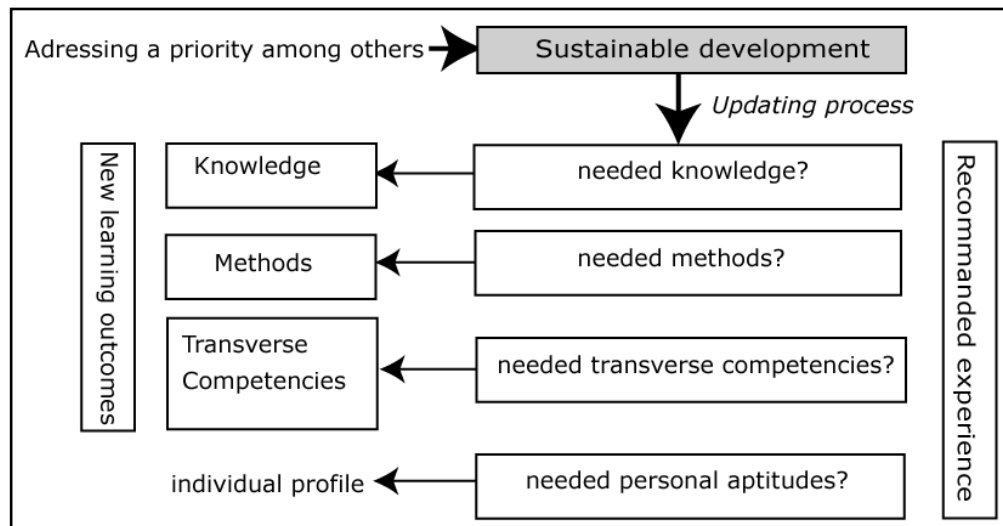 Adressing a priority among others
Sustainable development
Updating process
New learning outcomes
Knowledge
needed knowledge?
Methods
needed methods?
Transverse
Competencies
needed transverse competencies?
individual profile
needed personal aptitudes?
Recommanded experience